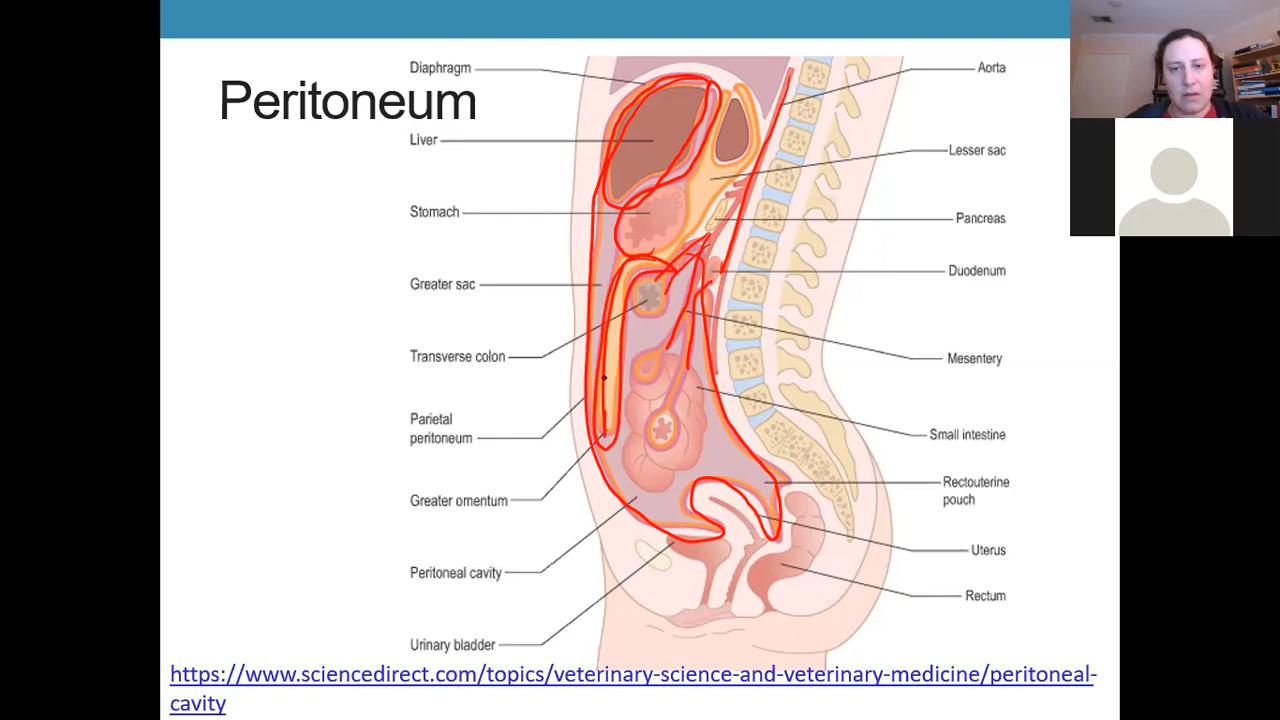 Peritoneum
Diaphragm
Liver
Stomach
Greater sac
Transverse colon
Parietal
peritoneum
Greater omentum
Peritoneal cavity
Urinary bladder
Aorta
Lesser sac
Pancreas
Duodenum
Mesentery
Small intestine
Rectouterine
pouch
Uterus
Rectum
https://www.sciencedirect.com/topics/veterinary-science-and-veterinary-medicine/peritoneal-
cavity